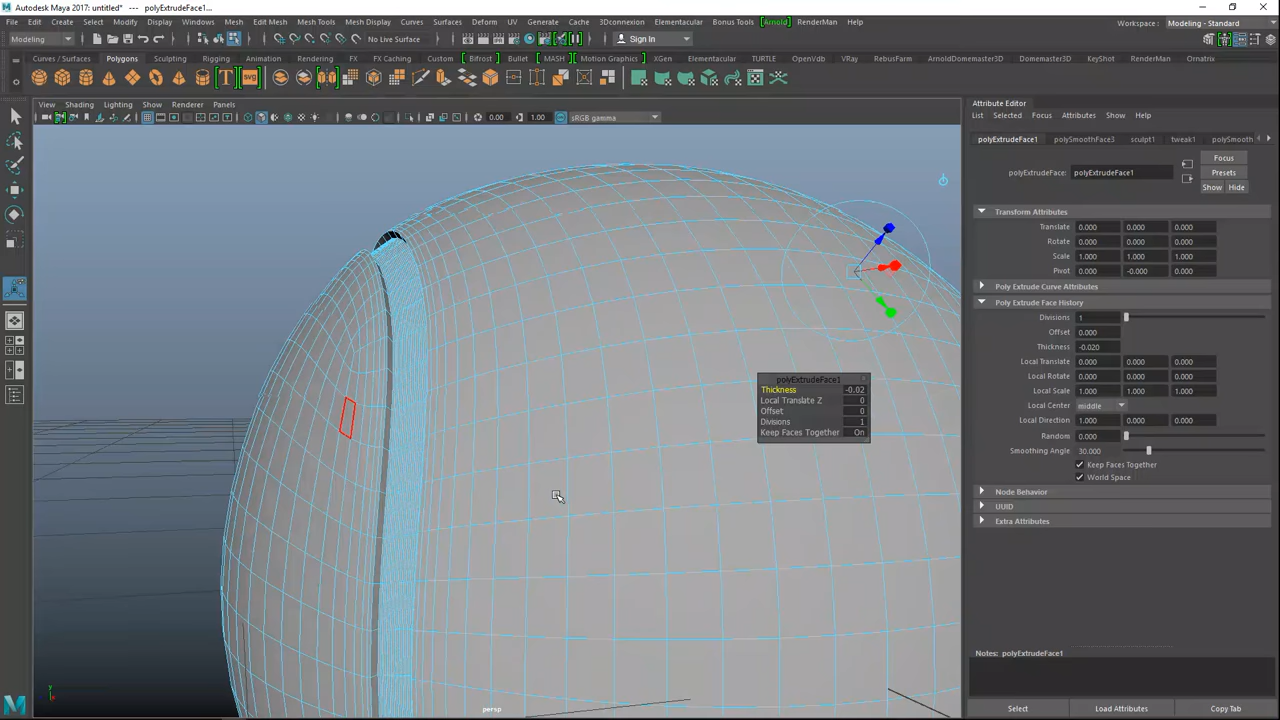 Autodesk Maya 2017: untitled* --- polyExtrudeFace1...
File Edit Create Select Modify Display Windows Mesh Edit Mesh Mesh Tools Mesh Display Curves Surfaces Deform UV Generate Cache 3Dconnexion Elementacular Bonus Tools Arnold RenderMan Help
Workspace : Modeling - Standard
Modeling No Live Surface Sign In
Curves / Surfaces Polygons Sculpting Rigging Animation Rendering FX FX Caching Custom Bifrost Bullet MASH Motion Graphics XGen Elementacular TURTLE VRay RebusFarm ArnoldDomemaster3D OpenVdb Domemaster3D KeyShot RenderMan Ornatrix
T svg
View Shading Lighting Show Renderer Panels
0.00 1.00 sRGB gamma
polyExtrudeFace1
Thickness -0.02
Local Translate Z 0
Offset 0
Divisions 1
Keep Faces Together On
persp
Attribute Editor
List Selected Focus Attributes Show Help
polyExtrudeFace1 polySmoothFace3 sculpt1 tweak1 polySmooth
polyExtrudeFace: polyExtrudeFace1
Focus
Presets
Show Hide
Transform Attributes
Translate 0.000 0.000 0.000
Rotate 0.000 0.000 0.000
Scale 1.000 1.000 1.000
Pivot 0.000 -0.000 0.000
Poly Extrude Curve Attributes
Poly Extrude Face History
Divisions 1
Offset 0.000
Thickness -0.020
Local Translate 0.000 0.000 0.000
Local Rotate 0.000 0.000 0.000
Local Scale 1.000 1.000 1.000
Local Center middle
Local Direction 1.000 0.000 0.000
Random 0.000
Smoothing Angle 30.000
Keep Faces Together
World Space
Node Behavior
UUID
Extra Attributes
Notes: polyExtrudeFace1
Select Load Attributes Copy Tab